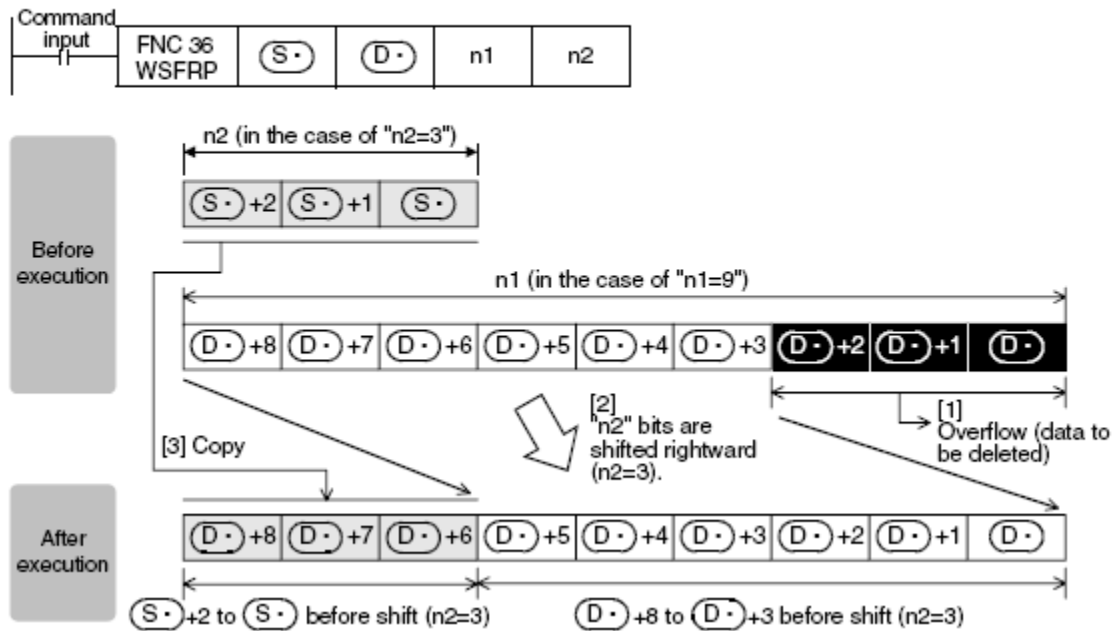 Command
input
FNC 36
WSFRP
S·
D·
n1
n2
n2 (in the case of "n2=3")
Before
execution
S·+2 S·+1 S·
n1 (in the case of "n1=9")
D·+8 D·+7 D·+6 D·+5 D·+4 D·+3 D·+2 D·+1 D·
[1]
Overflow (data to
be deleted)
[2]
"n2" bits are
shifted rightward
(n2=3).
[3] Copy
After
execution
D·+8 D·+7 D·+6 D·+5 D·+4 D·+3 D·+2 D·+1 D·
S·+2 to S· before shift (n2=3)
D·+8 to D·+3 before shift (n2=3)